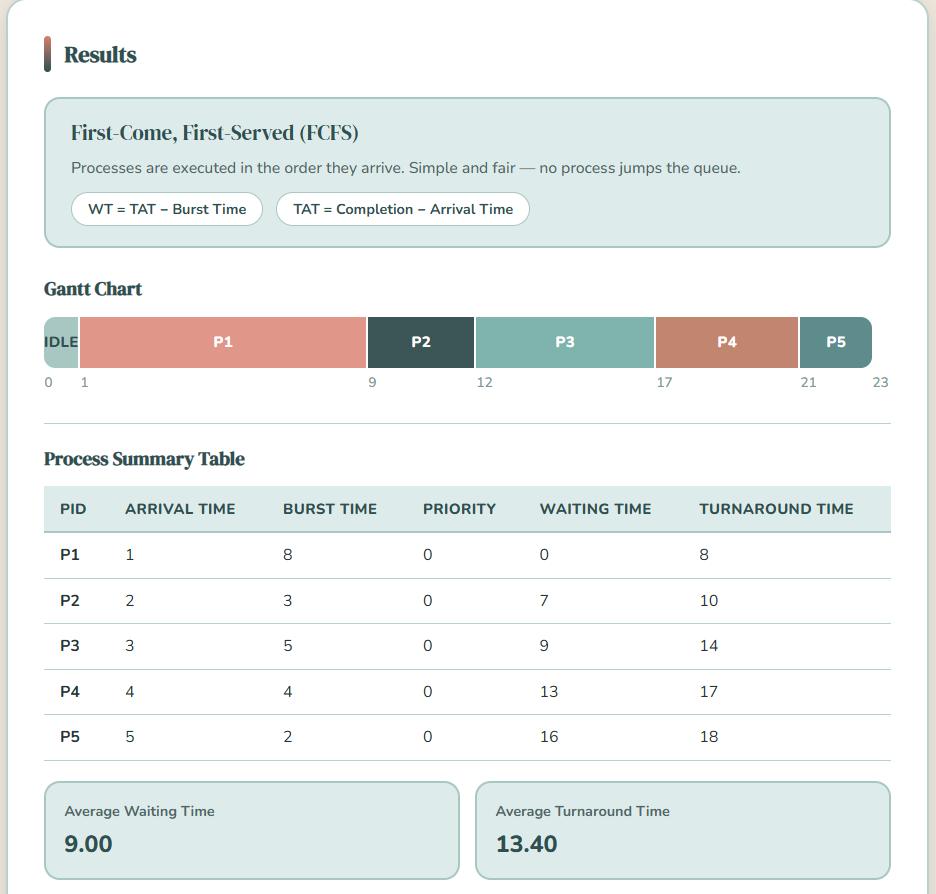 Results
First-Come, First-Served (FCFS)
Processes are executed in the order they arrive. Simple and fair — no process jumps the queue.
WT = TAT − Burst Time TAT = Completion − Arrival Time
Gantt Chart
IDLE P1 P2 P3 P4 P5
0 1 9 12 17 21 23
Process Summary Table
PID ARRIVAL TIME BURST TIME PRIORITY WAITING TIME TURNAROUND TIME
P1 1 8 0 0 8
P2 2 3 0 7 10
P3 3 5 0 9 14
P4 4 4 0 13 17
P5 5 2 0 16 18
Average Waiting Time Average Turnaround Time
9.00 13.40